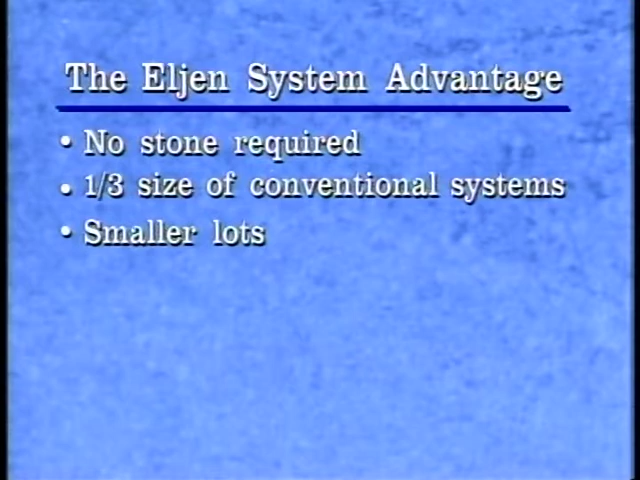 The Eljen System Advantage
• No stone required
• 1/3 size of conventional systems
• Smaller lots